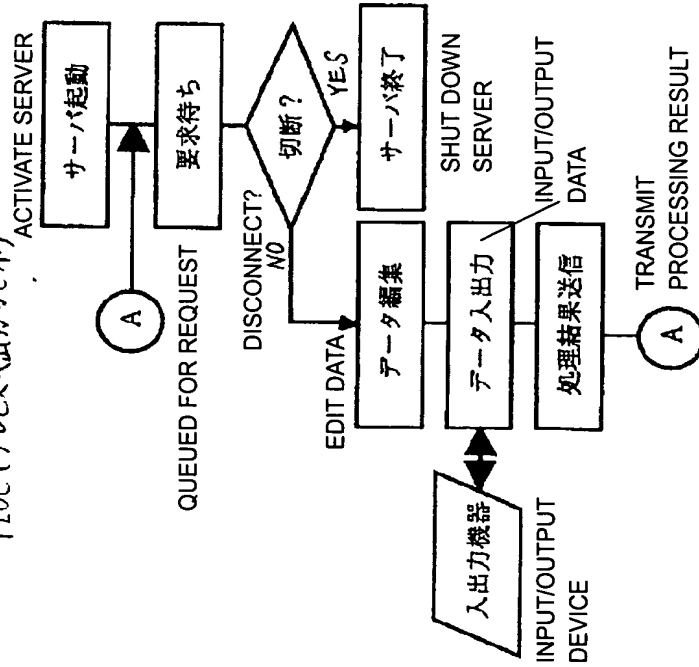 ACTIVATE SERVER
サーバ起動
A
要求待ち
QUEUED FOR REQUEST
切断?
DISCONNECT?
NO
YES
サーバ終了
SHUT DOWN
SERVER
EDIT DATA
データ編集
データ入出力
INPUT/OUTPUT
DATA
入出力機器
INPUT/OUTPUT
DEVICE
処理結果送信
TRANSMIT
PROCESSING RESULT
A